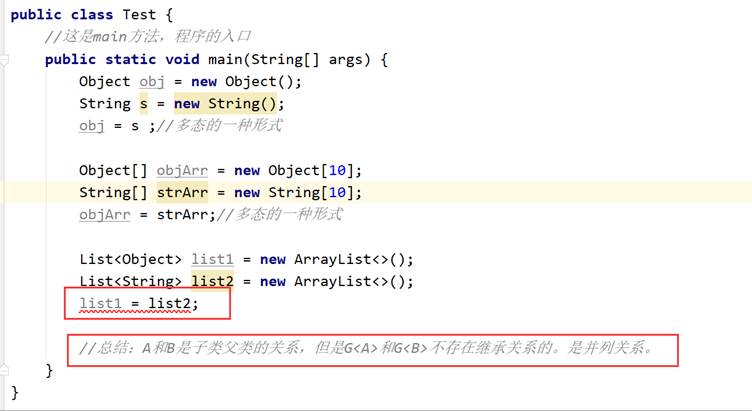 public class Test {
//这是main方法，程序的入口
public static void main(String[] args) {
Object obj = new Object();
String s = new String();
obj = s ;//多态的一种形式
Object[] objArr = new Object[10];
String[] strArr = new String[10];
objArr = strArr;//多态的一种形式
List<Object> list1 = new ArrayList<>();
List<String> list2 = new ArrayList<>();
list1 = list2;
//总结：A和B是子类父类的关系，但是G<A>和G<B>不存在继承关系的。是并列关系。
}
}